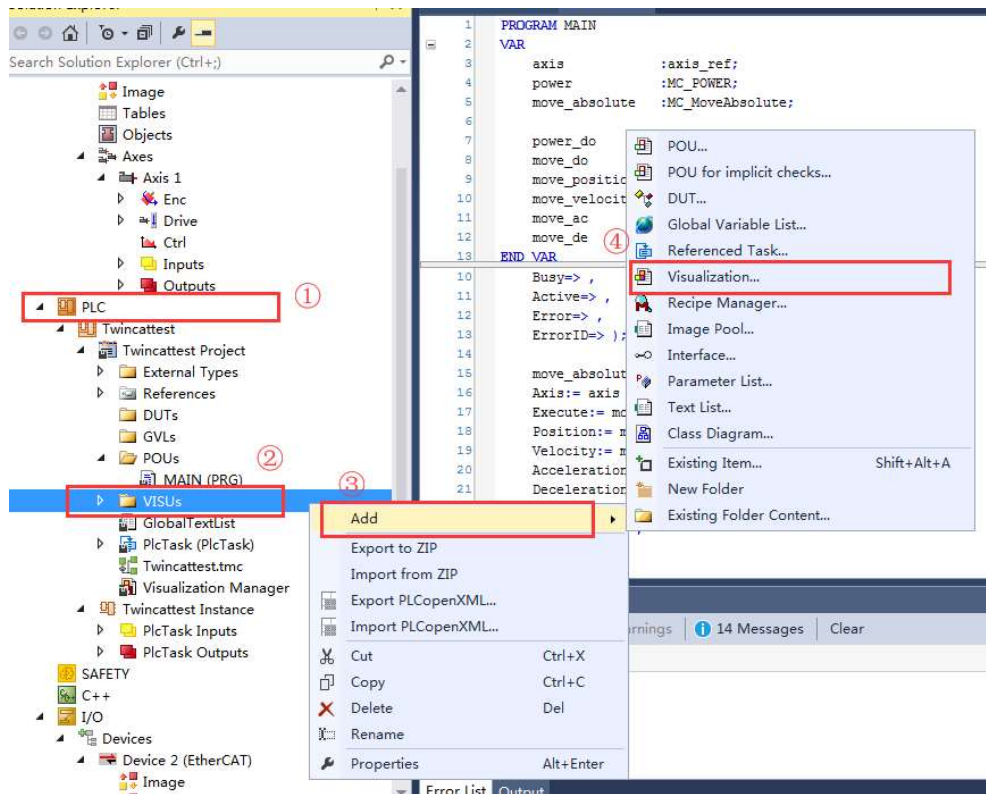 Search Solution Explorer (Ctrl+;)
Image
Tables
Objects
Axes
Axis 1
Enc
Drive
Ctrl
Inputs
Outputs
① 
PLC
Twincattest
Twincattest Project
External Types
References
DUTs
GVLs
POUs
②
MAIN (PRG)
VISUs
GlobalTextList
PlcTask (PlcTask)
Twincattest.tmc
Visualization Manager
Twincattest Instance
PlcTask Inputs
PlcTask Outputs
SAFETY
C++
I/O
Devices
Device 2 (EtherCAT)
Image
1 PROGRAM MAIN
2 VAR
3 axis :axis_ref;
4 power :MC_POWER;
5 move_absolute :MC_MoveAbsolute;
6
7 power_do
8 move_do
9 move_positio
10 move_velocit
11 move_ac
12 move_de
13 END_VAR
10 Busy=> ,
11 Active=> ,
12 Error=> ,
13 ErrorID=> );
14
15 move_absolut
16 Axis:= axis
17 Execute:= mo
18 Position:= m
19 Velocity:= m
20 Acceleration
21 Deceleration
④
POU...
POU for implicit checks...
DUT...
Global Variable List...
Referenced Task...
Visualization...
Recipe Manager...
Image Pool...
Interface...
Parameter List...
Text List...
Class Diagram...
Existing Item... Shift+Alt+A
New Folder
Existing Folder Content...
③
Add
Export to ZIP
Import from ZIP
Export PLCopenXML...
Import PLCopenXML...
Cut Ctrl+X
Copy Ctrl+C
Delete Del
Rename
Properties Alt+Enter
rnings 14 Messages Clear
Error List Output